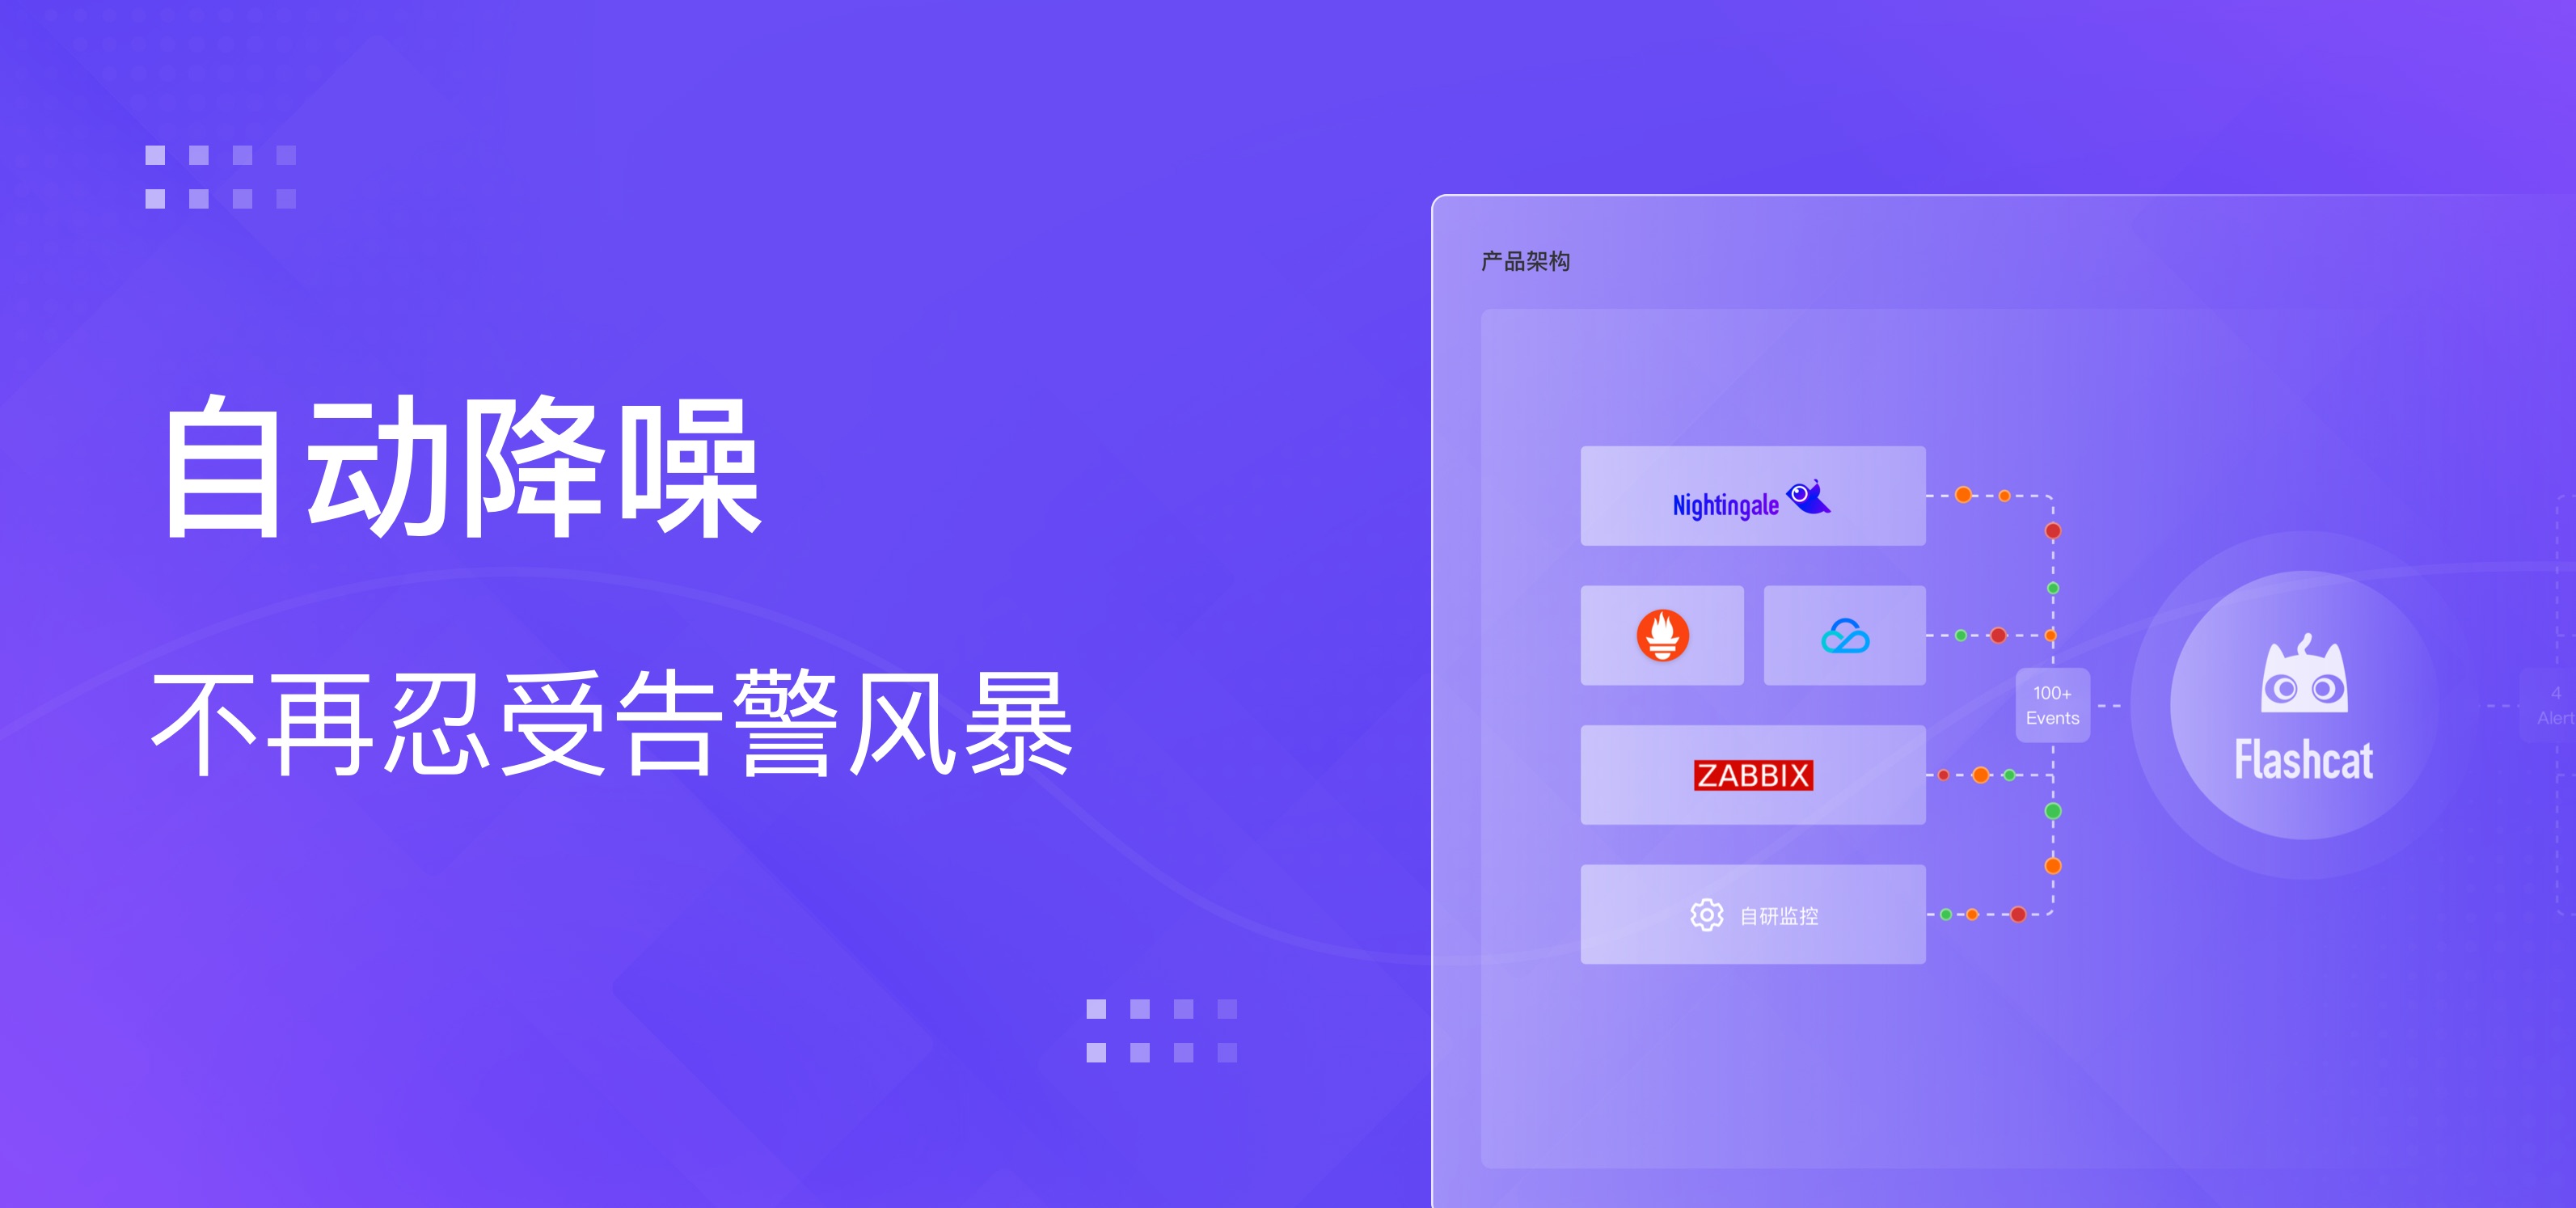 自动降噪
不再忍受告警风暴
产品架构
Nightingale
ZABBIX
自研监控
100+
Events
Flashcat
4
Alert